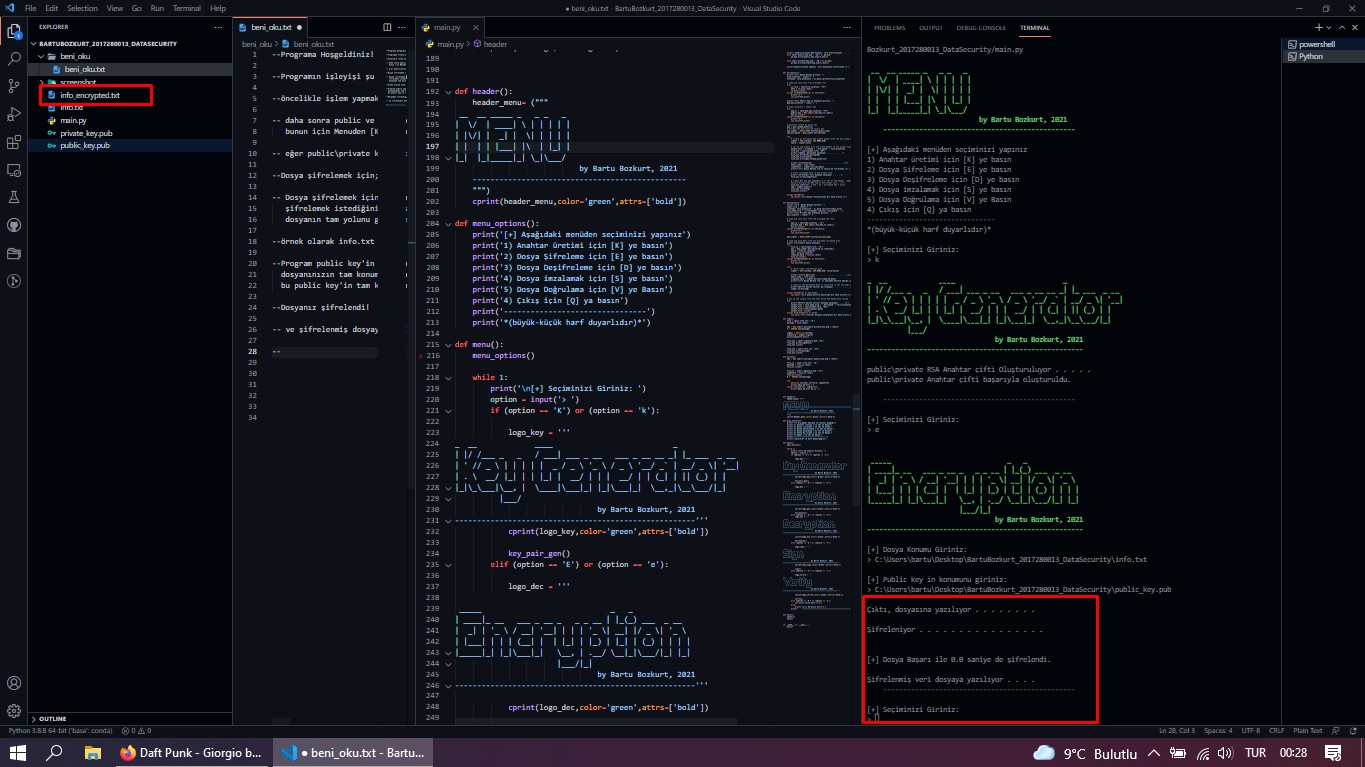 File Edit Selection View Go Run Terminal Help
● beni_oku.txt - BartuBozkurt_2017280013_DataSecurity - Visual Studio Code
EXPLORER
BARTUBOZKURT_2017280013_DATASECURITY
beni_oku
beni_oku.txt
screenshot
info_encrypted.txt
info.txt
main.py
private_key.pub
public_key.pub
OUTLINE
beni_oku.txt ●
beni_oku > beni_oku.txt
1 --Programa Hoşgeldiniz!
2
3 --Programın işleyişi şu
4
5 --öncelikle işlem yapmak
6
7 -- daha sonra public ve
8 bunun için Menuden [K
9
10 -- eğer public\private k
11
12 --Dosya şifrelemek için;
13
14 -- Dosya şifrelemek için
15 şifrelemek istediğini
16 dosyanın tam yolunu g
17
18 --örnek olarak info.txt
19
20 --Program public key'in
21 dosyanınızın tam konum
22 bu public key'in tam k
23
24 --Dosyanız şifrelendi!
25
26 -- ve şifrelenmiş dosyay
27
28 --
29
30
31
32
33
34
main.py
main.py > header
189
190
191
192 def header():
193 header_menu= ("""
194
195
196
197
198
199 by Bartu Bozkurt, 2021
200 ------------------------------------------------
201 """)
202 cprint(header_menu,color='green',attrs=['bold'])
203
204 def menu_options():
205 print('[+] Aşağıdaki menüden seçiminizi yapınız')
206 print('1) Anahtar üretimi için [K] ye basın')
207 print('2) Dosya Şifreleme için [E] ye basın')
208 print('3) Dosya Deşifreleme için [D] ye basın')
209 print('4) Dosya imzalamak için [S] ye basın')
210 print('5) Dosya Doğrulama için [V] ye Basın')
211 print('4) Çıkış için [Q] ya basın')
212 print('--------------------------------')
213 print('*(büyük-küçük harf duyarlıdır)*')
214
215 def menu():
216 menu_options()
217
218 while 1:
219 print('\n[+] Seçiminizi Giriniz: ')
220 option = input('> ')
221 if (option == 'K') or (option == 'k'):
222
223 logo_key = '''
224
225
226
227
228
229
230 by Bartu Bozkurt, 2021
231 ------------------------------------------------------'''
232 cprint(logo_key,color='green',attrs=['bold'])
233
234 key_pair_gen()
235 elif (option == 'E') or (option == 'e'):
236
237 logo_dec = '''
238
239
240
241
242
243
244
245 by Bartu Bozkurt, 2021
246 ------------------------------------------------------'''
247
248 cprint(logo_dec,color='green',attrs=['bold'])
249
MENU
Key Generator
Encryption
Decryption
Sign
Verify
PROBLEMS OUTPUT DEBUG CONSOLE TERMINAL
powershell
Python
Bozkurt_2017280013_DataSecurity/main.py
MENU
by Bartu Bozkurt, 2021
------------------------------------------------
[+] Aşağıdaki menüden seçiminizi yapınız
1) Anahtar üretimi için [K] ye basın
2) Dosya Şifreleme için [E] ye basın
3) Dosya Deşifreleme için [D] ye basın
4) Dosya imzalamak için [S] ye basın
5) Dosya Doğrulama için [V] ye Basın
4) Çıkış için [Q] ya basın
--------------------------------
*(büyük-küçük harf duyarlıdır)*
[+] Seçiminizi Giriniz:
> k
Key Generator
by Bartu Bozkurt, 2021
------------------------------------------------------
public\private RSA Anahtar çifti Oluşturuluyor . . . . .
public\private Anahtar çifti başarıyla oluşturuldu.
------------------------------------------------
[+] Seçiminizi Giriniz:
> e
Encryption
by Bartu Bozkurt, 2021
------------------------------------------------------
[+] Dosya Konumu Giriniz:
> C:\Users\bartu\Desktop\BartuBozkurt_2017280013_DataSecurity\info.txt
[+] Public key in konumunu giriniz:
> C:\Users\bartu\Desktop\BartuBozkurt_2017280013_DataSecurity\public_key.pub
Çıktı, dosyasına yazılıyor . . . . . . . .
Şifreleniyor . . . . . . . . . . . . . . . .
[+] Dosya Başarı ile 0.0 saniye de şifrelendi.
Şifrelenmiş veri dosyaya yazılıyor . . . .
------------------------------------------------
[+] Seçiminizi Giriniz:
>
Python 3.8.8 64-bit ('base': conda) 0 0
Ln 28, Col 3 Spaces: 4 UTF-8 CRLF Plain Text
Daft Punk - Giorgio b...
● beni_oku.txt - Bartu...
9°C Bulutlu TUR 00:28